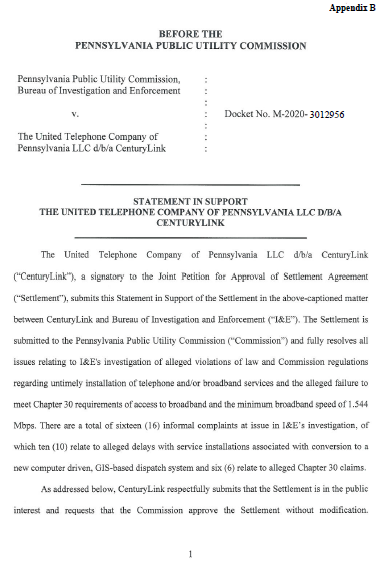 Appendix B
BEFORE THE
PENNSYLVANIA PUBLIC UTILITY COMMISSION
Pennsylvania Public Utility Commission, :
Bureau of Investigation and Enforcement :
:
v. : Docket No. M-2020-3012956
:
The United Telephone Company of :
Pennsylvania LLC d/b/a CenturyLink :
STATEMENT IN SUPPORT
THE UNITED TELEPHONE COMPANY OF PENNSYLVANIA LLC D/B/A
CENTURYLINK
The United Telephone Company of Pennsylvania LLC d/b/a CenturyLink
(“CenturyLink”), a signatory to the Joint Petition for Approval of Settlement Agreement
(“Settlement”), submits this Statement in Support of the Settlement in the above-captioned matter
between CenturyLink and Bureau of Investigation and Enforcement (“I&E”). The Settlement is
submitted to the Pennsylvania Public Utility Commission (“Commission”) and fully resolves all
issues relating to I&E's investigation of alleged violations of law and Commission regulations
regarding untimely installation of telephone and/or broadband services and the alleged failure to
meet Chapter 30 requirements of access to broadband and the minimum broadband speed of 1.544
Mbps. There are a total of sixteen (16) informal complaints at issue in I&E's investigation, of
which ten (10) relate to alleged delays with service installations associated with conversion to a
new computer driven, GIS-based dispatch system and six (6) relate to alleged Chapter 30 claims.
As addressed below, CenturyLink respectfully submits that the Settlement is in the public
interest and requests that the Commission approve the Settlement without modification.
1